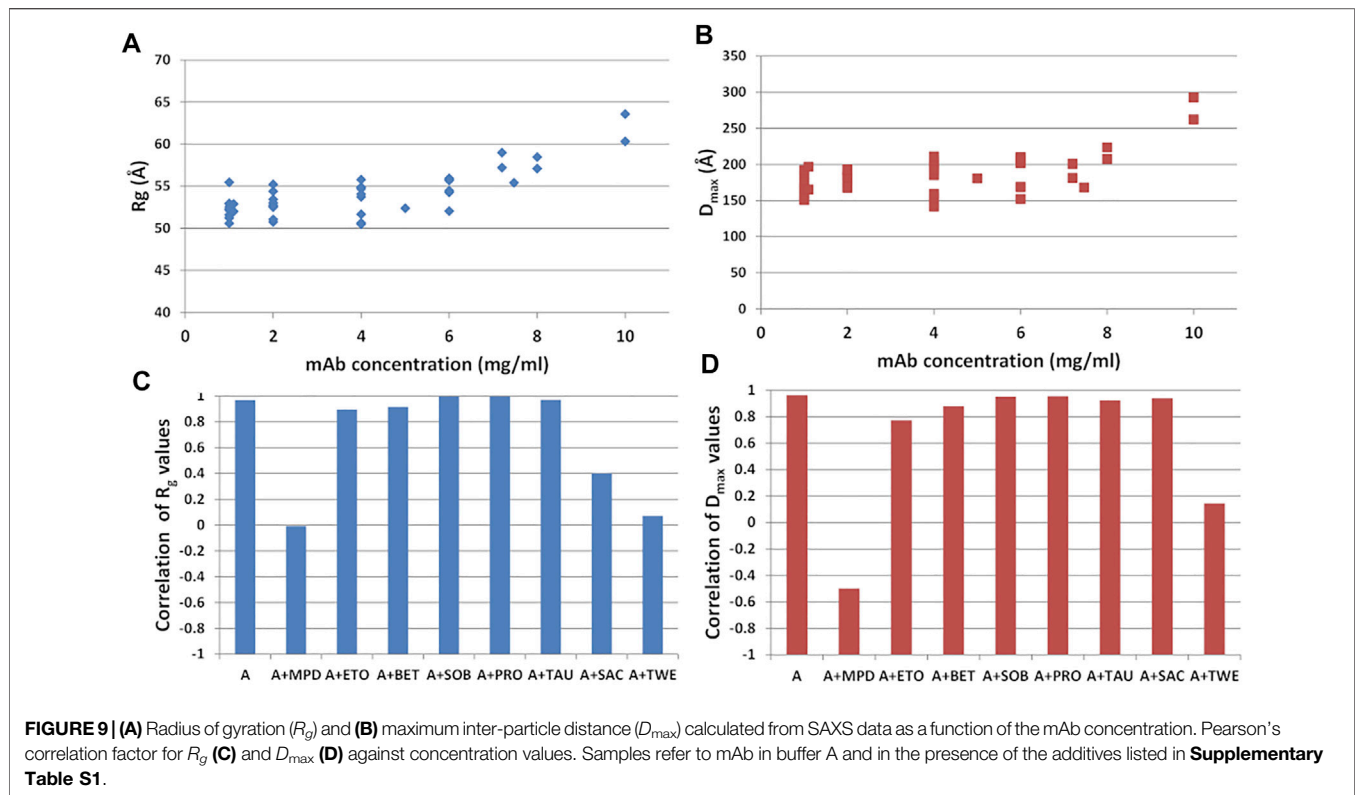 A
70
65
60
55
50
45
40
Rg (Å)
0 2 4 6 8 10
mAb concentration (mg/ml)
B
350
300
250
200
150
100
50
0
Dmax (Å)
0 2 4 6 8 10
mAb concentration (mg/ml)
C
1
0.8
0.6
0.4
0.2
0
-0.2
-0.4
-0.6
-0.8
-1
Correlation of Rg values
A A+MPD A+ETO A+BET A+SOB A+PRO A+TAU A+SAC A+TWE
D
1
0.8
0.6
0.4
0.2
0
-0.2
-0.4
-0.6
-0.8
-1
Correlation of Dmax values
A A+MPD A+ETO A+BET A+SOB A+PRO A+TAU A+SAC A+TWE
FIGURE 9 | (A) Radius of gyration (Rg) and (B) maximum inter-particle distance (Dmax) calculated from SAXS data as a function of the mAb concentration. Pearson's
correlation factor for Rg (C) and Dmax (D) against concentration values. Samples refer to mAb in buffer A and in the presence of the additives listed in Supplementary
Table S1.